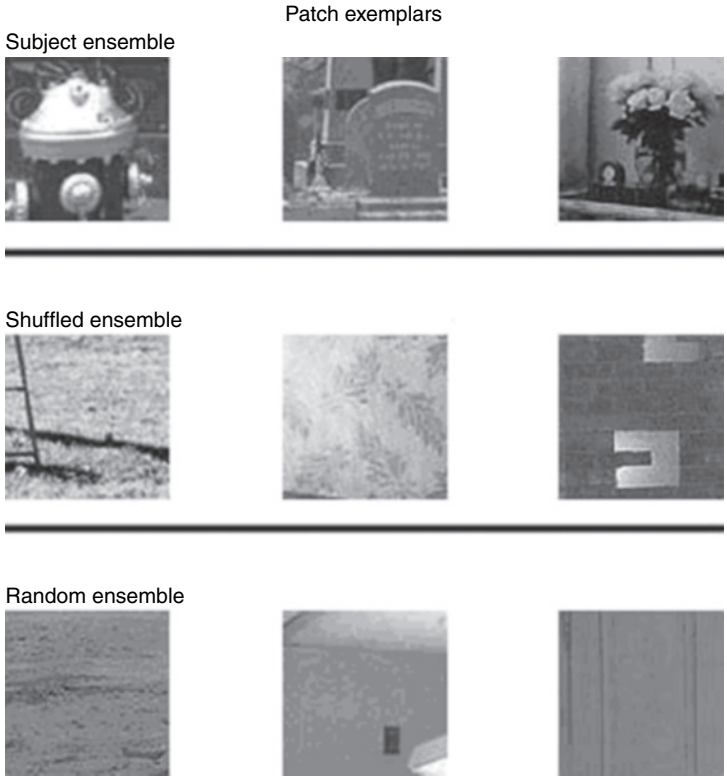 Patch exemplars
Subject ensemble
Shuffled ensemble
Random ensemble